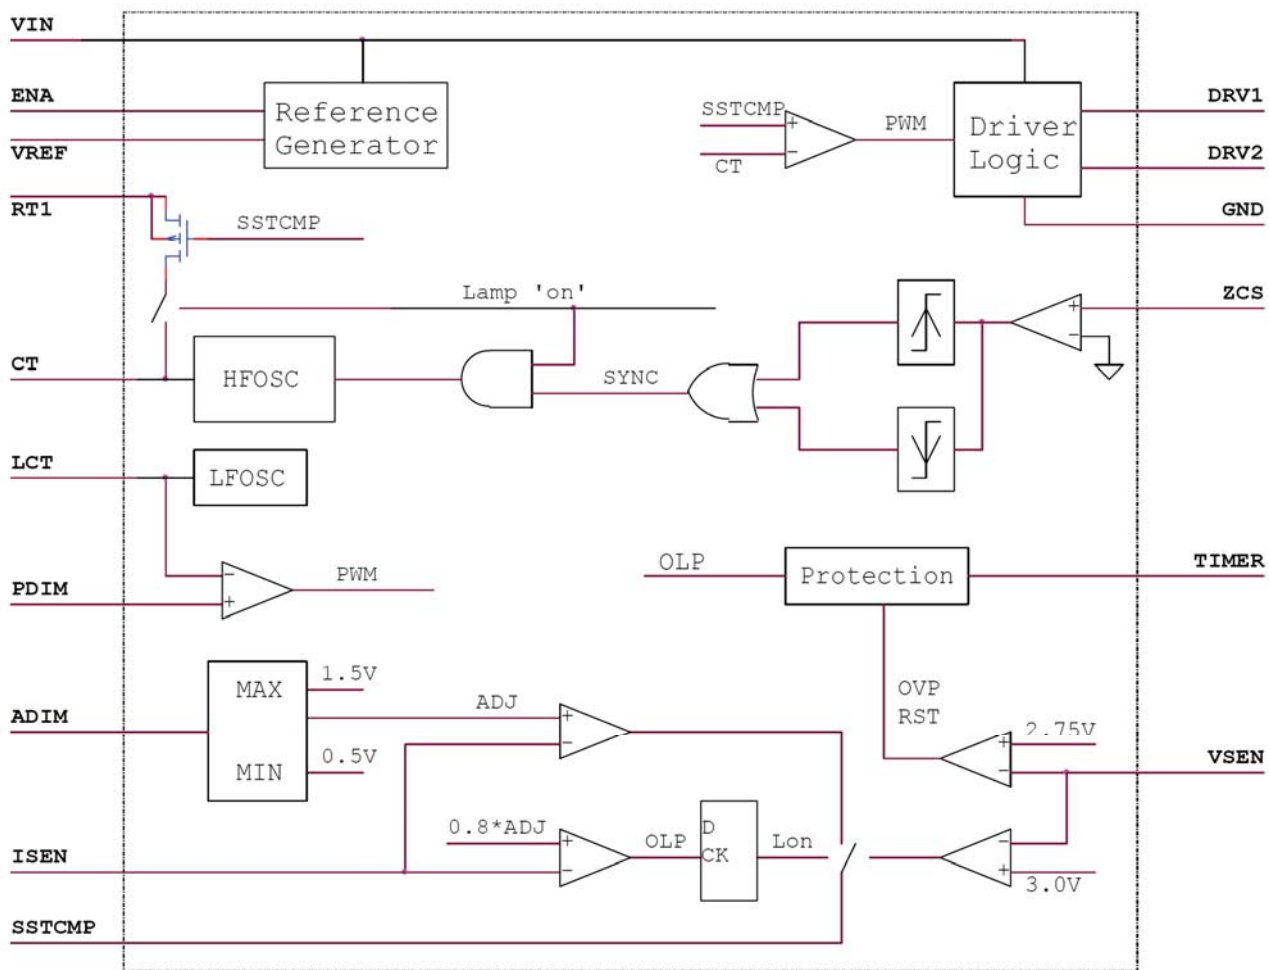 VIN
ENA
VREF
RT1
CT
LCT
PDIM
ADIM
ISEN
SSTCMP
Reference
Generator
SSTCMP
+
−
CT
PWM
Driver
Logic
DRV1
DRV2
GND
SSTCMP
Lamp 'on'
ZCS
+
−
HFOSC
SYNC
LFOSC
−
+
PWM
OLP
Protection
TIMER
MAX
MIN
1.5V
0.5V
ADJ
+
−
OVP
RST
2.75V
+
−
VSEN
0.8*ADJ
+
−
OLP
D
CK
Lon
−
+
3.0V